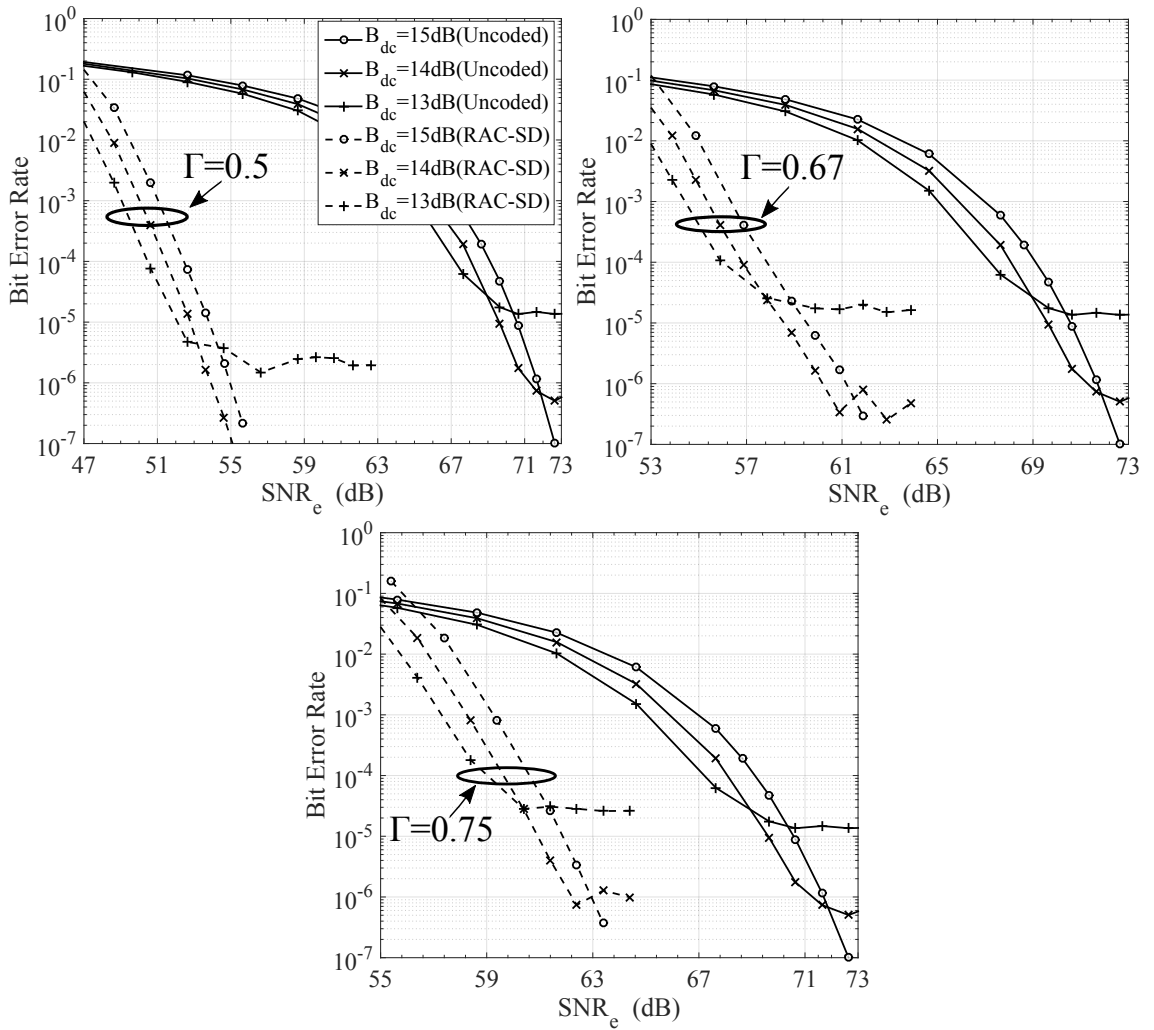 10^0
10^-1
10^-2
10^-3
10^-4
10^-5
10^-6
10^-7
Bit Error Rate
47 51 55 59 63 67 71 73
SNR_e (dB)
Γ=0.5
B_dc=15dB(Uncoded)
B_dc=14dB(Uncoded)
B_dc=13dB(Uncoded)
B_dc=15dB(RAC-SD)
B_dc=14dB(RAC-SD)
B_dc=13dB(RAC-SD)
10^0
10^-1
10^-2
10^-3
10^-4
10^-5
10^-6
10^-7
Bit Error Rate
53 57 61 65 69 73
SNR_e (dB)
Γ=0.67
10^0
10^-1
10^-2
10^-3
10^-4
10^-5
10^-6
10^-7
Bit Error Rate
55 59 63 67 71 73
SNR_e (dB)
Γ=0.75